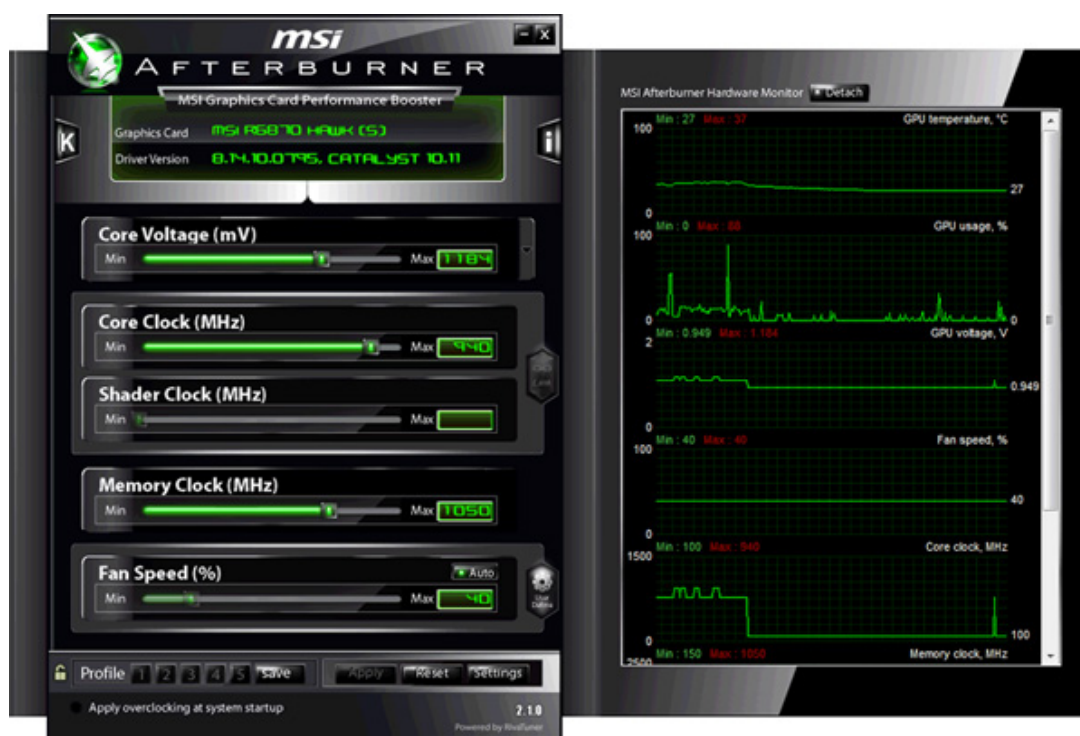 msi
AFTERBURNER
MSI Graphics Card Performance Booster
K
i
Graphics Card MSI R6870 HAWK (S)
Driver Version 8.14.10.0795, CATALYST 10.11
Core Voltage (mV)
Min Max 1184
Core Clock (MHz)
Min Max 940
Shader Clock (MHz)
Min Max
Memory Clock (MHz)
Min Max 1050
Fan Speed (%)
Auto
Min Max 40
User Define
Profile 1 2 3 4 5 save Apply Reset Settings
Apply overclocking at system startup
2.1.0
Powered by RivaTuner
MSI Afterburner Hardware Monitor Detach
Min : 27 Max : 37 GPU temperature, °C
100
27
0
Min : 0 Max : 88 GPU usage, %
100
0
0
Min : 0.949 Max : 1.184 GPU voltage, V
2
0.949
0
Min : 40 Max : 40 Fan speed, %
100
40
0
Min : 100 Max : 940 Core clock, MHz
1500
100
0
Min : 150 Max : 1050 Memory clock, MHz
2500